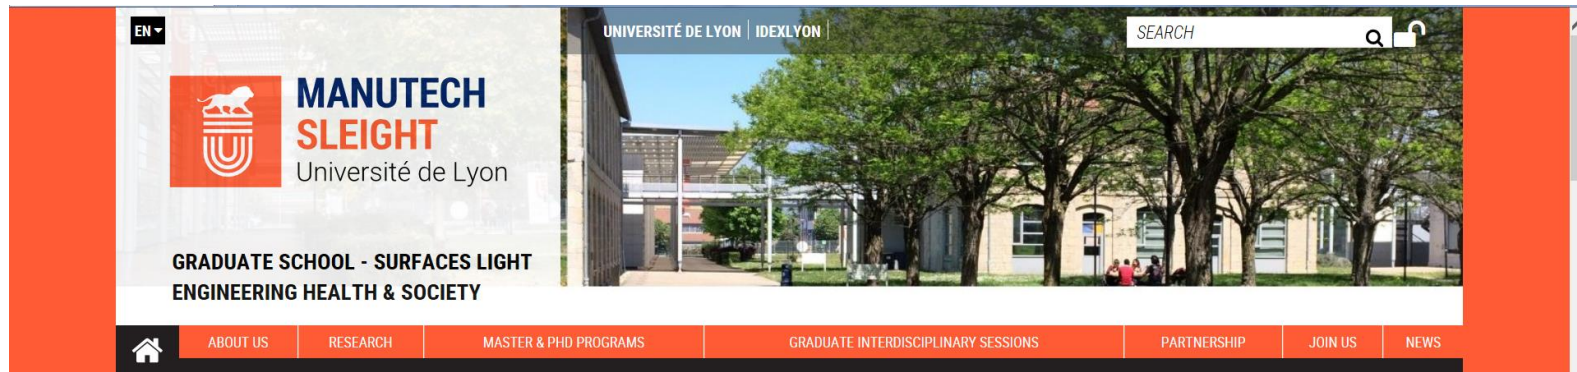 EN
UNIVERSITÉ DE LYON
IDEXLYON
SEARCH
MANUTECH
SLEIGHT
Université de Lyon
GRADUATE SCHOOL - SURFACES LIGHT
ENGINEERING HEALTH & SOCIETY
ABOUT US
RESEARCH
MASTER & PHD PROGRAMS
GRADUATE INTERDISCIPLINARY SESSIONS
PARTNERSHIP
JOIN US
NEWS